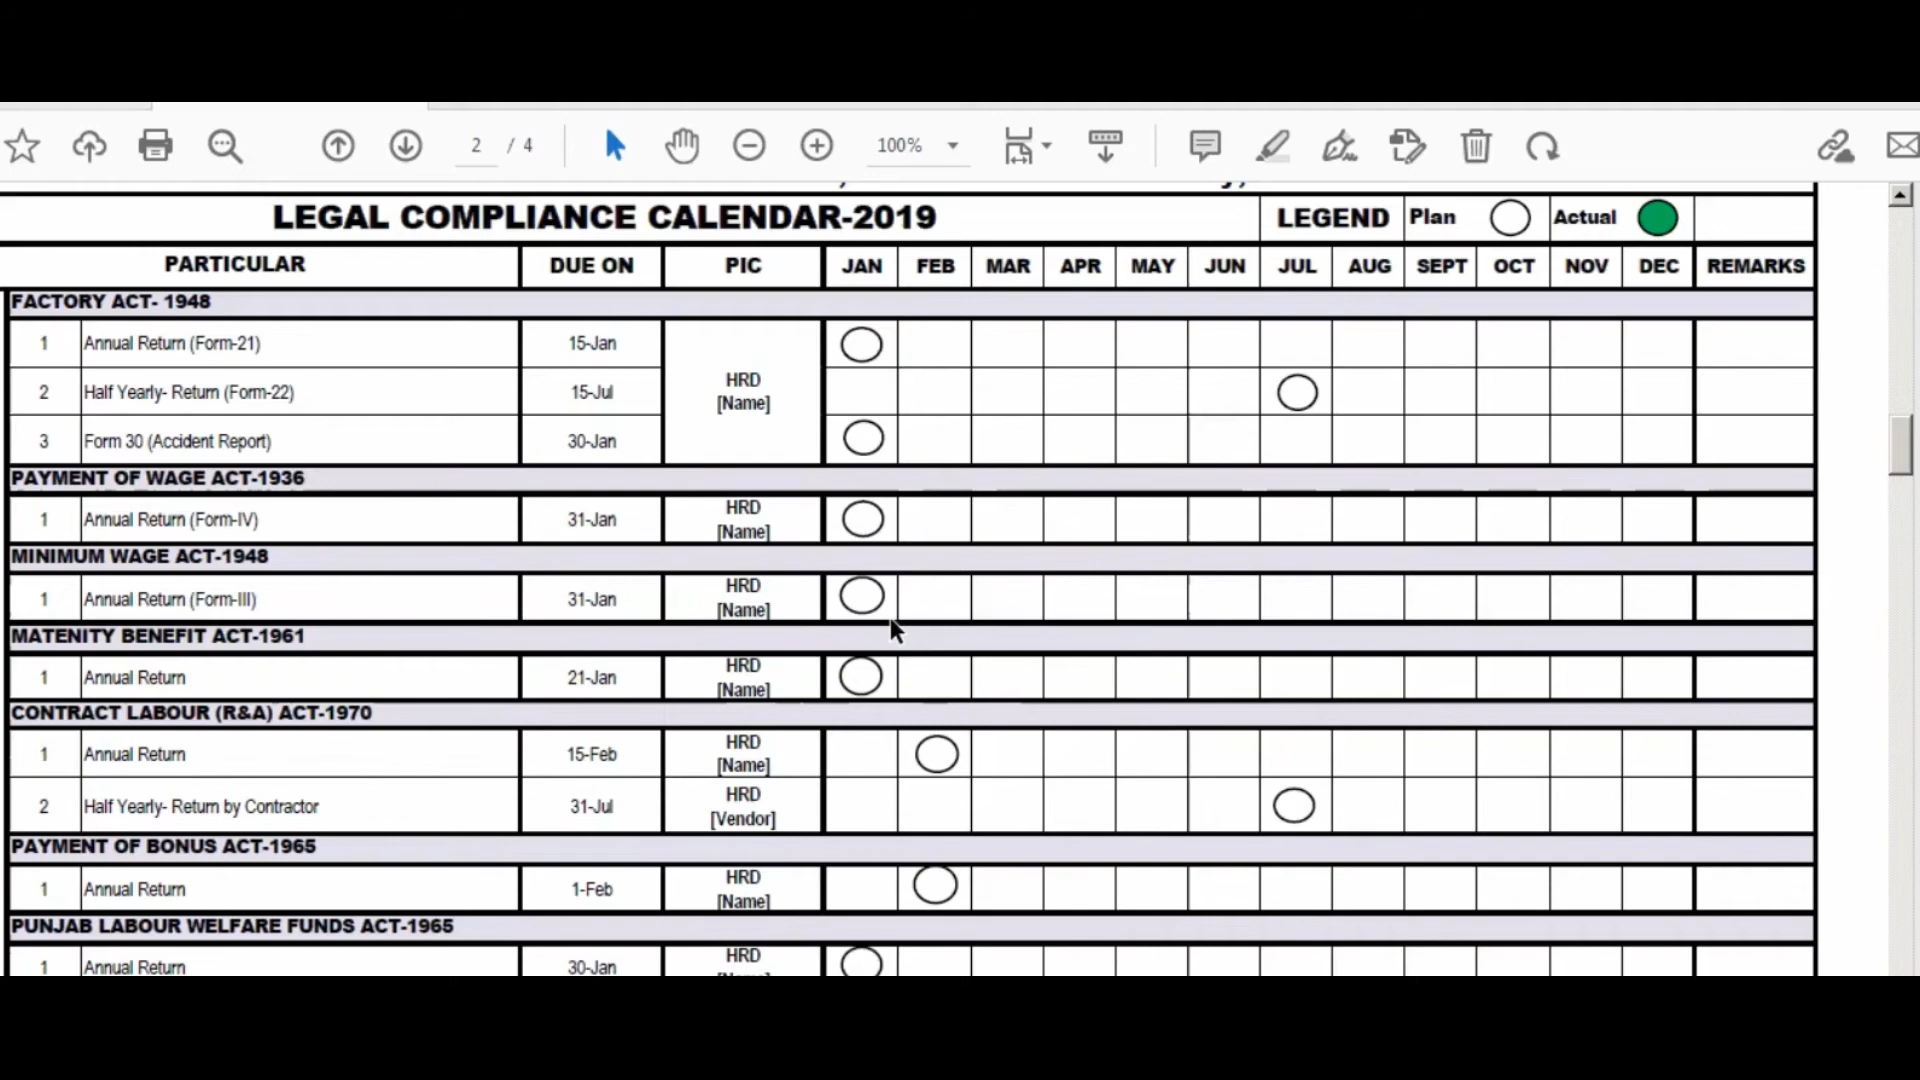 2 / 4 100%
LEGAL COMPLIANCE CALENDAR-2019 LEGEND Plan Actual
PARTICULAR DUE ON PIC JAN FEB MAR APR MAY JUN JUL AUG SEPT OCT NOV DEC REMARKS
FACTORY ACT- 1948
1 Annual Return (Form-21) 15-Jan
HRD
[Name]
2 Half Yearly- Return (Form-22) 15-Jul
3 Form 30 (Accident Report) 30-Jan
PAYMENT OF WAGE ACT-1936
1 Annual Return (Form-IV) 31-Jan HRD
[Name]
MINIMUM WAGE ACT-1948
1 Annual Return (Form-III) 31-Jan HRD
[Name]
MATENITY BENEFIT ACT-1961
1 Annual Return 21-Jan HRD
[Name]
CONTRACT LABOUR (R&A) ACT-1970
1 Annual Return 15-Feb HRD
[Name]
2 Half Yearly- Return by Contractor 31-Jul HRD
[Vendor]
PAYMENT OF BONUS ACT-1965
1 Annual Return 1-Feb HRD
[Name]
PUNJAB LABOUR WELFARE FUNDS ACT-1965
1 Annual Return 30-Jan HRD